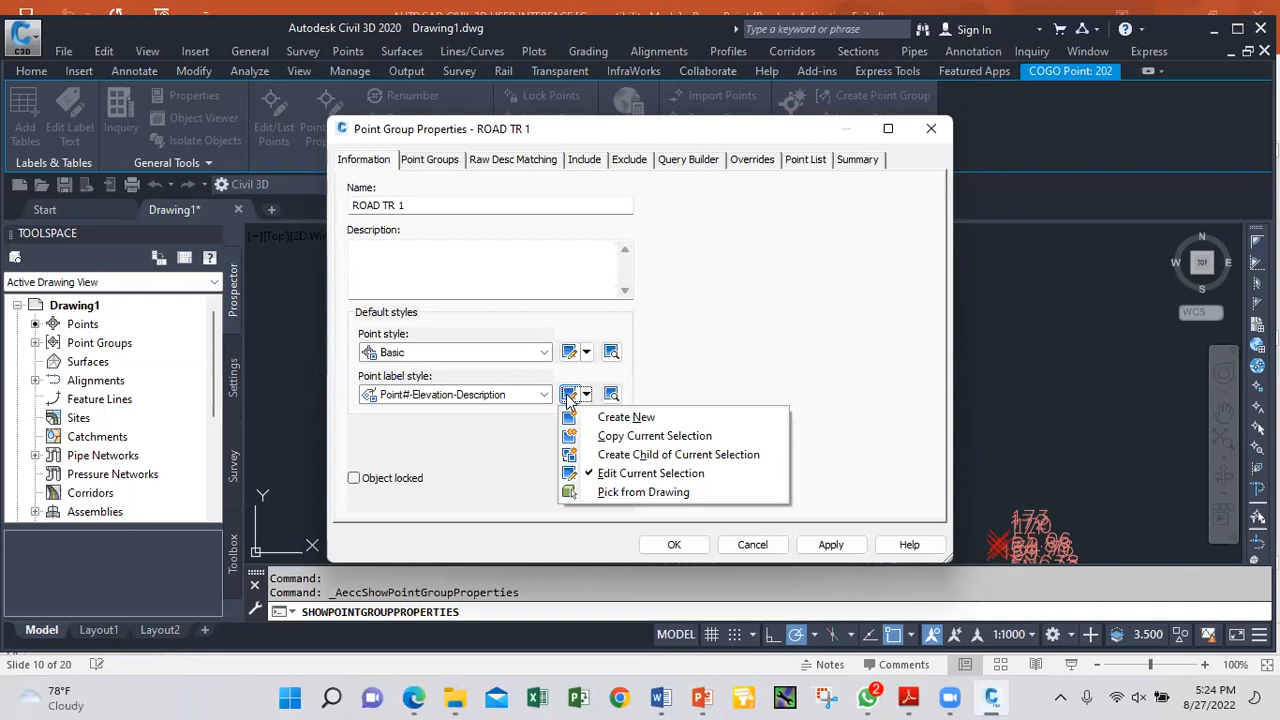 Autodesk Civil 3D 2020 Drawing1.dwg
Type a keyword or phrase
Sign In
C3D
File Edit View Insert General Survey Points Surfaces Lines/Curves Plots Grading Alignments Profiles Corridors Sections Pipes Annotation Inquiry Window Express
Home Insert Annotate Modify Analyze View Manage Output Survey Rail Transparent InfraWorks Collaborate Help Add-ins Express Tools Featured Apps COGO Point: 202
Properties
Renumber
Lock Points
Import Points
Create Point Group
Object Viewer
Isolate Objects
Add Tables
Edit Label Text
Inquiry
Edit/List Points
Labels & Tables
General Tools
Civil 3D
Start
Drawing1*
TOOLSPACE
Active Drawing View
Drawing1
Points
Point Groups
Surfaces
Alignments
Feature Lines
Sites
Catchments
Pipe Networks
Pressure Networks
Corridors
Assemblies
Prospector
Settings
Survey
Toolbox
Point Group Properties - ROAD TR 1
Information Point Groups Raw Desc Matching Include Exclude Query Builder Overrides Point List Summary
Name:
ROAD TR 1
Description:
Default styles
Point style:
Basic
Point label style:
Point#-Elevation-Description
Create New
Copy Current Selection
Create Child of Current Selection
Edit Current Selection
Pick from Drawing
Object locked
OK
Cancel
Apply
Help
N
W TOP E
S
WCS
Y
X
Command:
Command: _AeccShowPointGroupProperties
SHOWPOINTGROUPPROPERTIES
Model Layout1 Layout2 +
MODEL
1:1000
3.500
Slide 10 of 20
Notes
Comments
100%
78°F
Cloudy
2
5:24 PM
8/27/2022